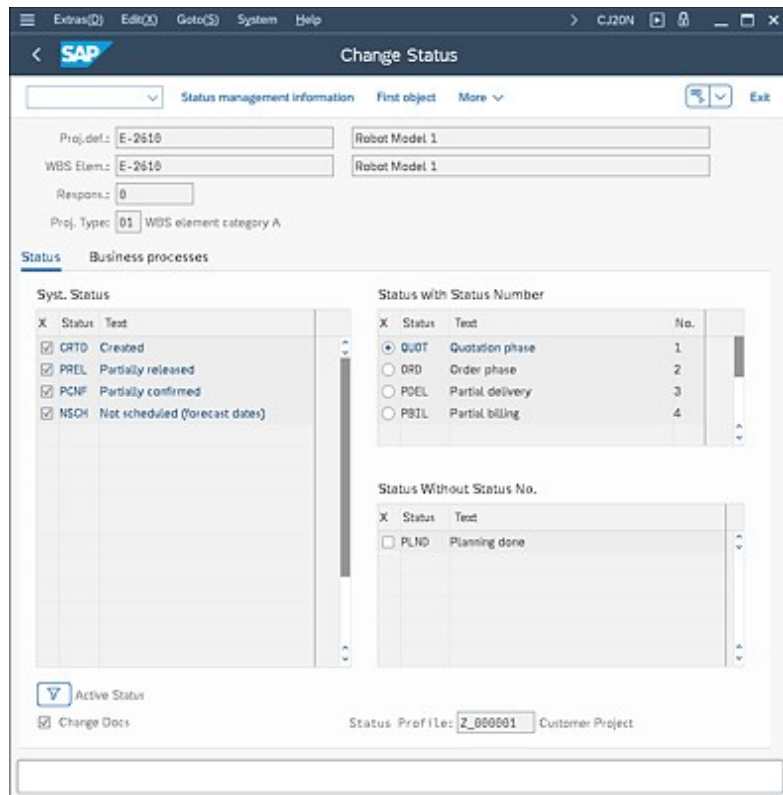 Extras(D) Edit(X) Goto(S) System Help CJ20N
SAP Change Status
Status management information First object More Exit
Proj.def.: E-2610 Robot Model 1
WBS Elem.: E-2610 Robot Model 1
Respons.: 0
Proj. Type: 01 WBS element category A
Status Business processes
Syst. Status
X Status Text
CRTD Created
PREL Partially released
PCNF Partially confirmed
NSCH Not scheduled (forecast dates)
Status with Status Number
X Status Text No.
QUOT Quotation phase 1
ORD Order phase 2
PDEL Partial delivery 3
PBIL Partial billing 4
Status Without Status No.
X Status Text
PLND Planning done
Active Status
Change Docs
Status Profile: Z_000001 Customer Project